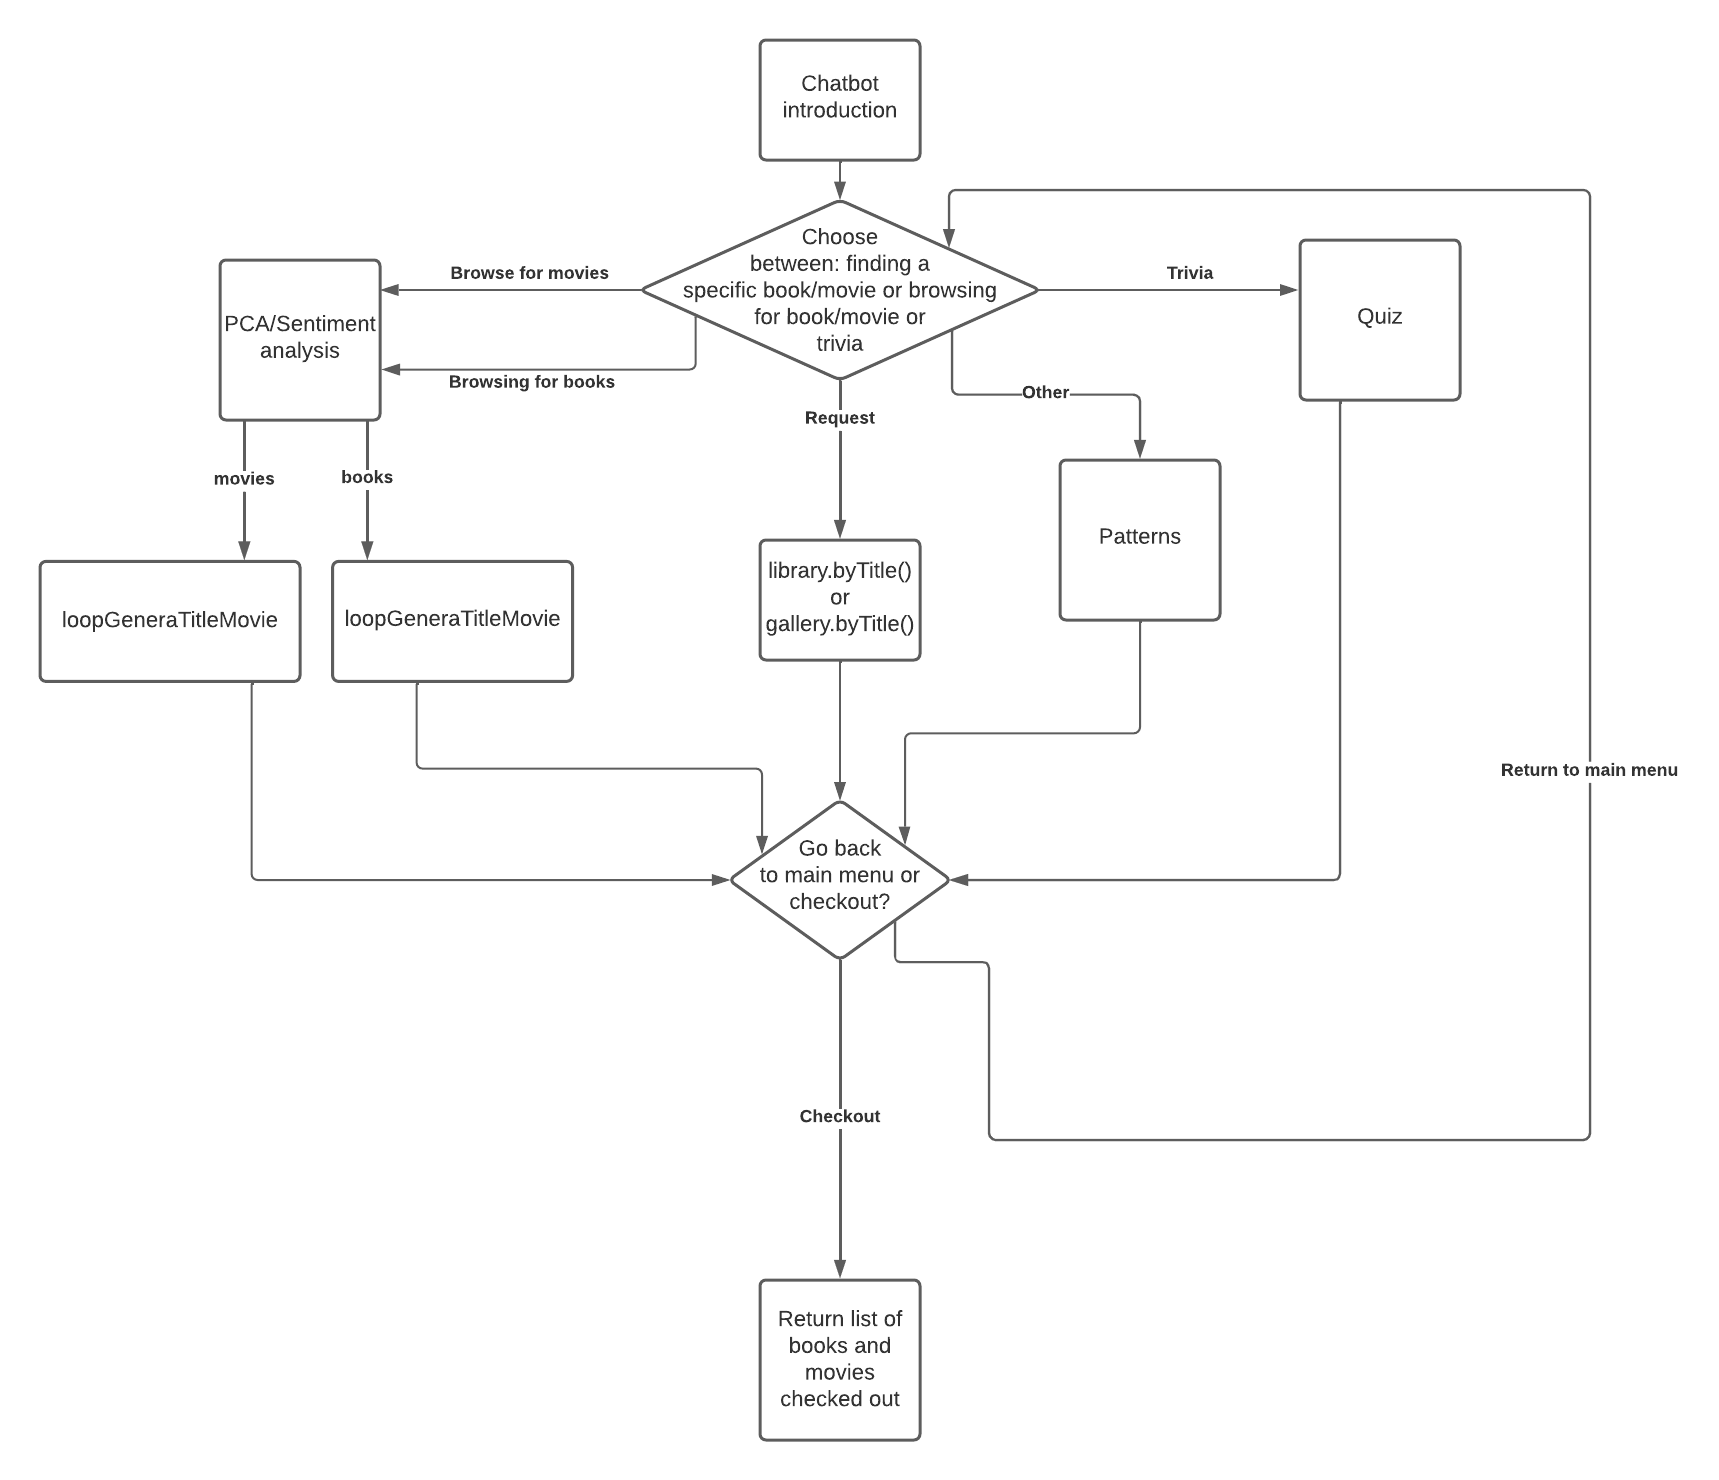 Chatbot
introduction
Choose
between: finding a
specific book/movie or browsing
for book/movie or
trivia
Browse for movies
Trivia
PCA/Sentiment
analysis
Quiz
Browsing for books
Other
Request
movies
books
Patterns
library.byTitle()
or
gallery.byTitle()
loopGeneraTitleMovie
loopGeneraTitleMovie
Return to main menu
Go back
to main menu or
checkout?
Checkout
Return list of
books and
movies
checked out